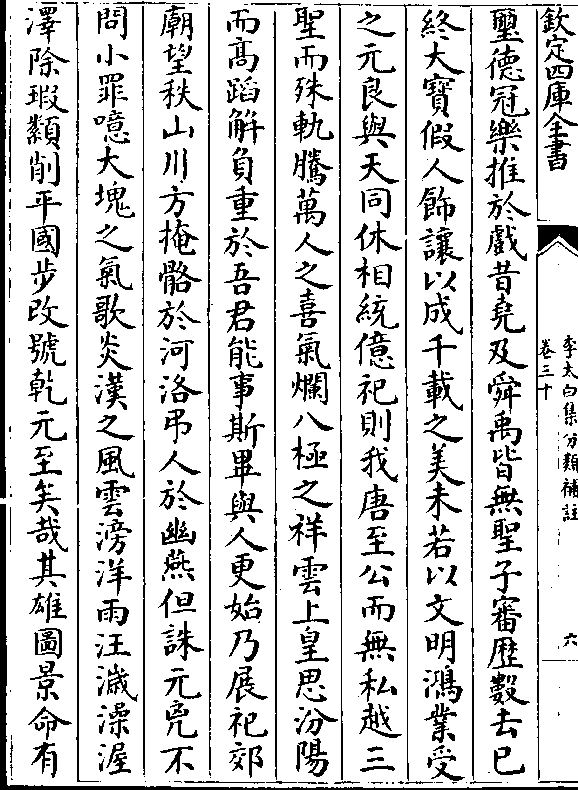 欽定四庫全書
李太白集分類補註
卷三十
六
璽德冠樂推於戲昔堯及舜禹皆無聖子審歴數去已
終大寳假人飾讓以成千載之美未若以文明鴻業受
之元良與天同休相統億祀則我唐至公而無私越三
聖而殊軌騰萬人之喜氣爛八極之祥雲上皇思汾陽
而髙蹈解負重於吾君能事斯畢與人更始乃展祀郊
廟望秩山川方掩骼於河洛吊人於幽燕但誅元兇不
問小罪噫大塊之氣歌炎漢之風雲滂洋雨汪濊澡渥
澤除瑕纇削平國步改號乾元至矣哉其雄圖景命有